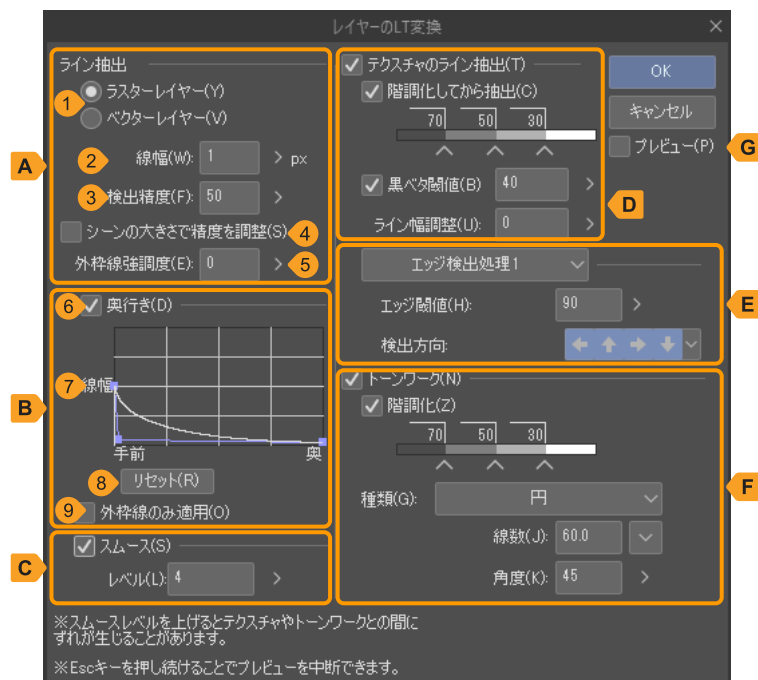 レイヤーのLT変換
A
ライン抽出
1
ラスターレイヤー(Y)
ベクターレイヤー(V)
2
線幅(W): 1 px
3
検出精度(F): 50
シーンの大きさで精度を調整(S)
4
外枠線強調度(E): 0
5
B
6
奥行き(D)
7
線幅
手前 奥
8
リセット(R)
9
外枠線のみ適用(O)
C
スムース(S)
レベル(L): 4
テクスチャのライン抽出(T)
階調化してから抽出(C)
70 50 30
黒ベタ閾値(B) 40
D
ライン幅調整(U): 0
エッジ検出処理1
エッジ閾値(H): 90
E
検出方向:
トーンワーク(N)
階調化(Z)
70 50 30
F
種類(G): 円
線数(J): 60.0
角度(K): 45
OK
キャンセル
プレビュー(P)
G
※スムースレベルを上げるとテクスチャやトーンワークとの間に
ずれが生じることがあります。
※Escキーを押し続けることでプレビューを中断できます。